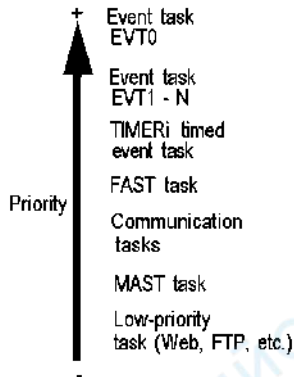 + Event task
EVT0
Event task
EVT1 - N
TIMERi timed
event task
FAST task
Priority
Communication
tasks
MAST task
Low-priority
task (Web, FTP, etc.)
-